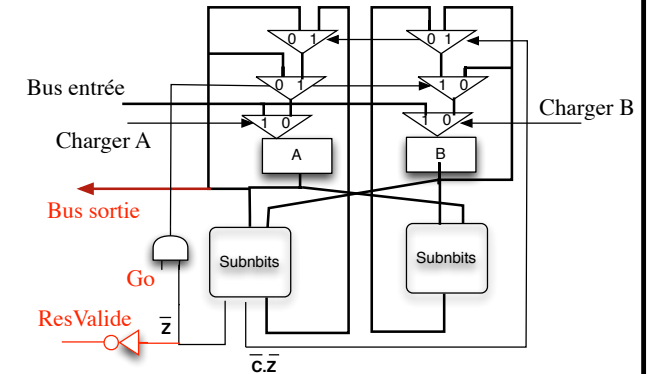 0 1
0 1
0 1
1 0
Bus entrée
1 0
1 0
Charger B
Charger A
A
B
Bus sortie
Subnbits
Subnbits
Go
ResValide
Z̅
C̅.Z̅